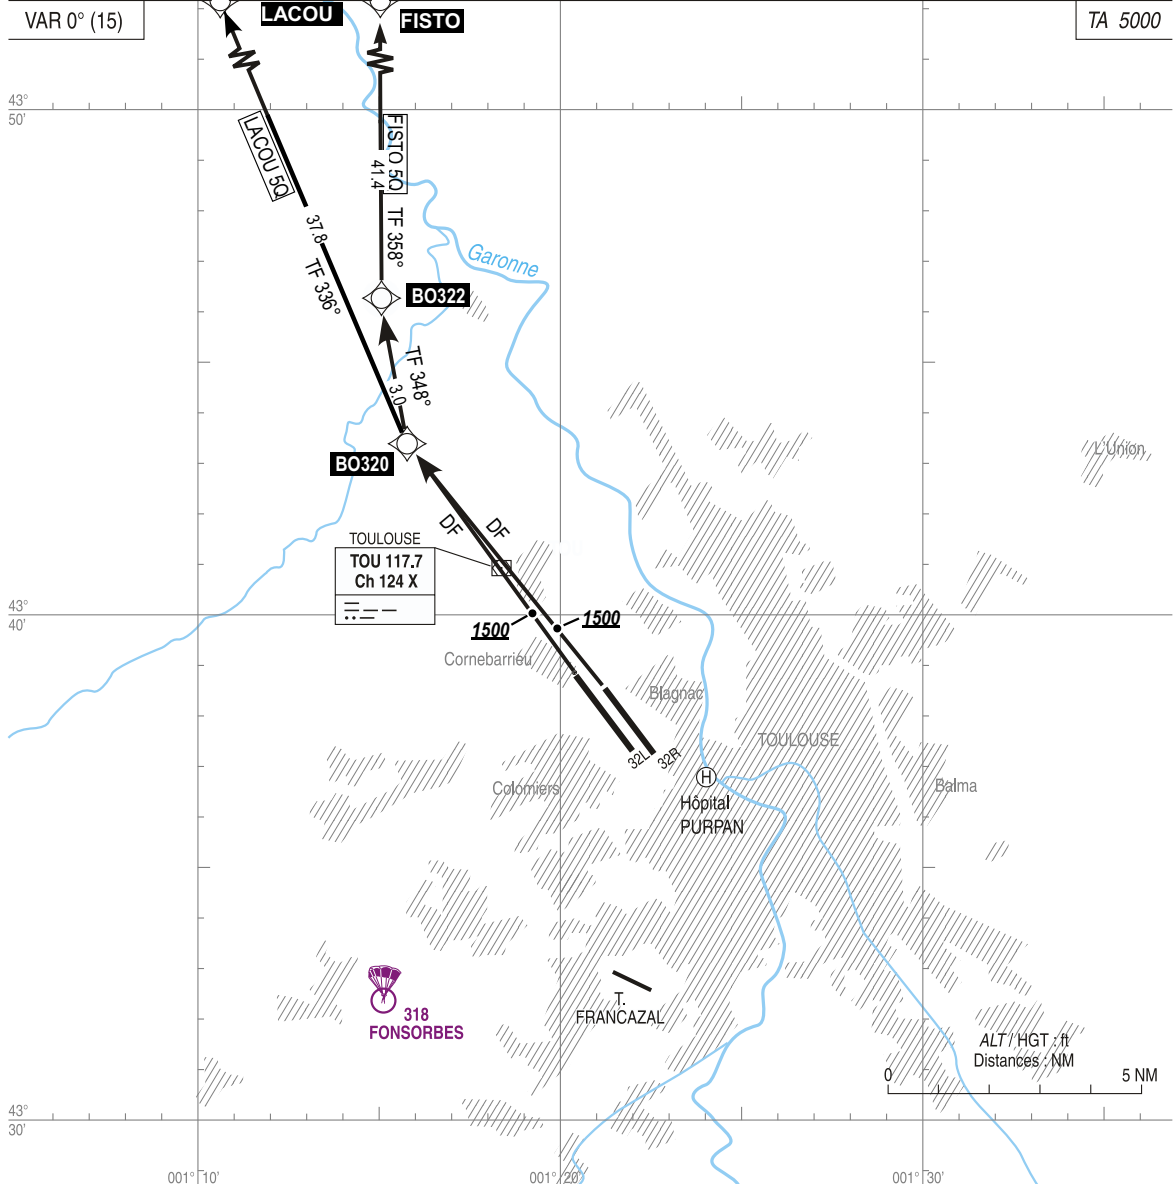 VAR 0° (15)
LACOU
FISTO
TA 5000
43°
50'
LACOU 5Q
FISTO 5Q
41.4
TF 358°
37.8
TF 336°
Garonne
BO322
TF 348°
3.0
BO320
L'Union
DF
DF
TOULOUSE
TOU 117.7
Ch 124 X
43°
40'
1500
1500
Cornebarrieu
Blagnac
TOULOUSE
32L
32R
Colomiers
H
Balma
Hôpital
PURPAN
T.
FRANCAZAL
318
FONSORBES
ALT / HGT : ft
Distances : NM
0
5 NM
43°
30'
001° 10'
001° 20'
001° 30'